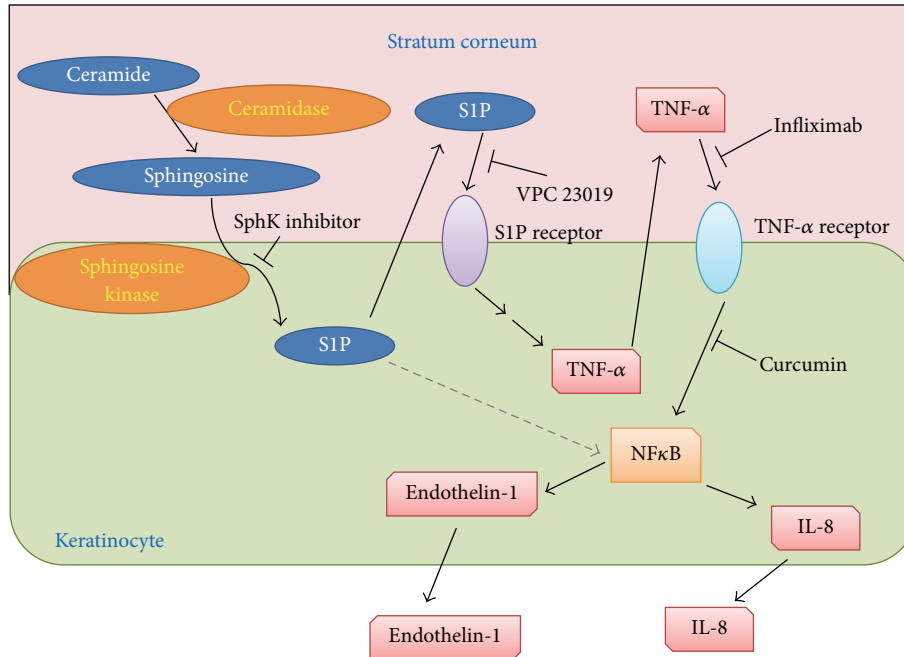 Stratum corneum
Ceramide
Ceramidase
S1P
TNF-α
Infliximab
Sphingosine
VPC 23019
SphK inhibitor
S1P receptor
TNF-α receptor
Sphingosine
kinase
S1P
TNF-α
Curcumin
NFκB
Endothelin-1
IL-8
Keratinocyte
Endothelin-1
IL-8